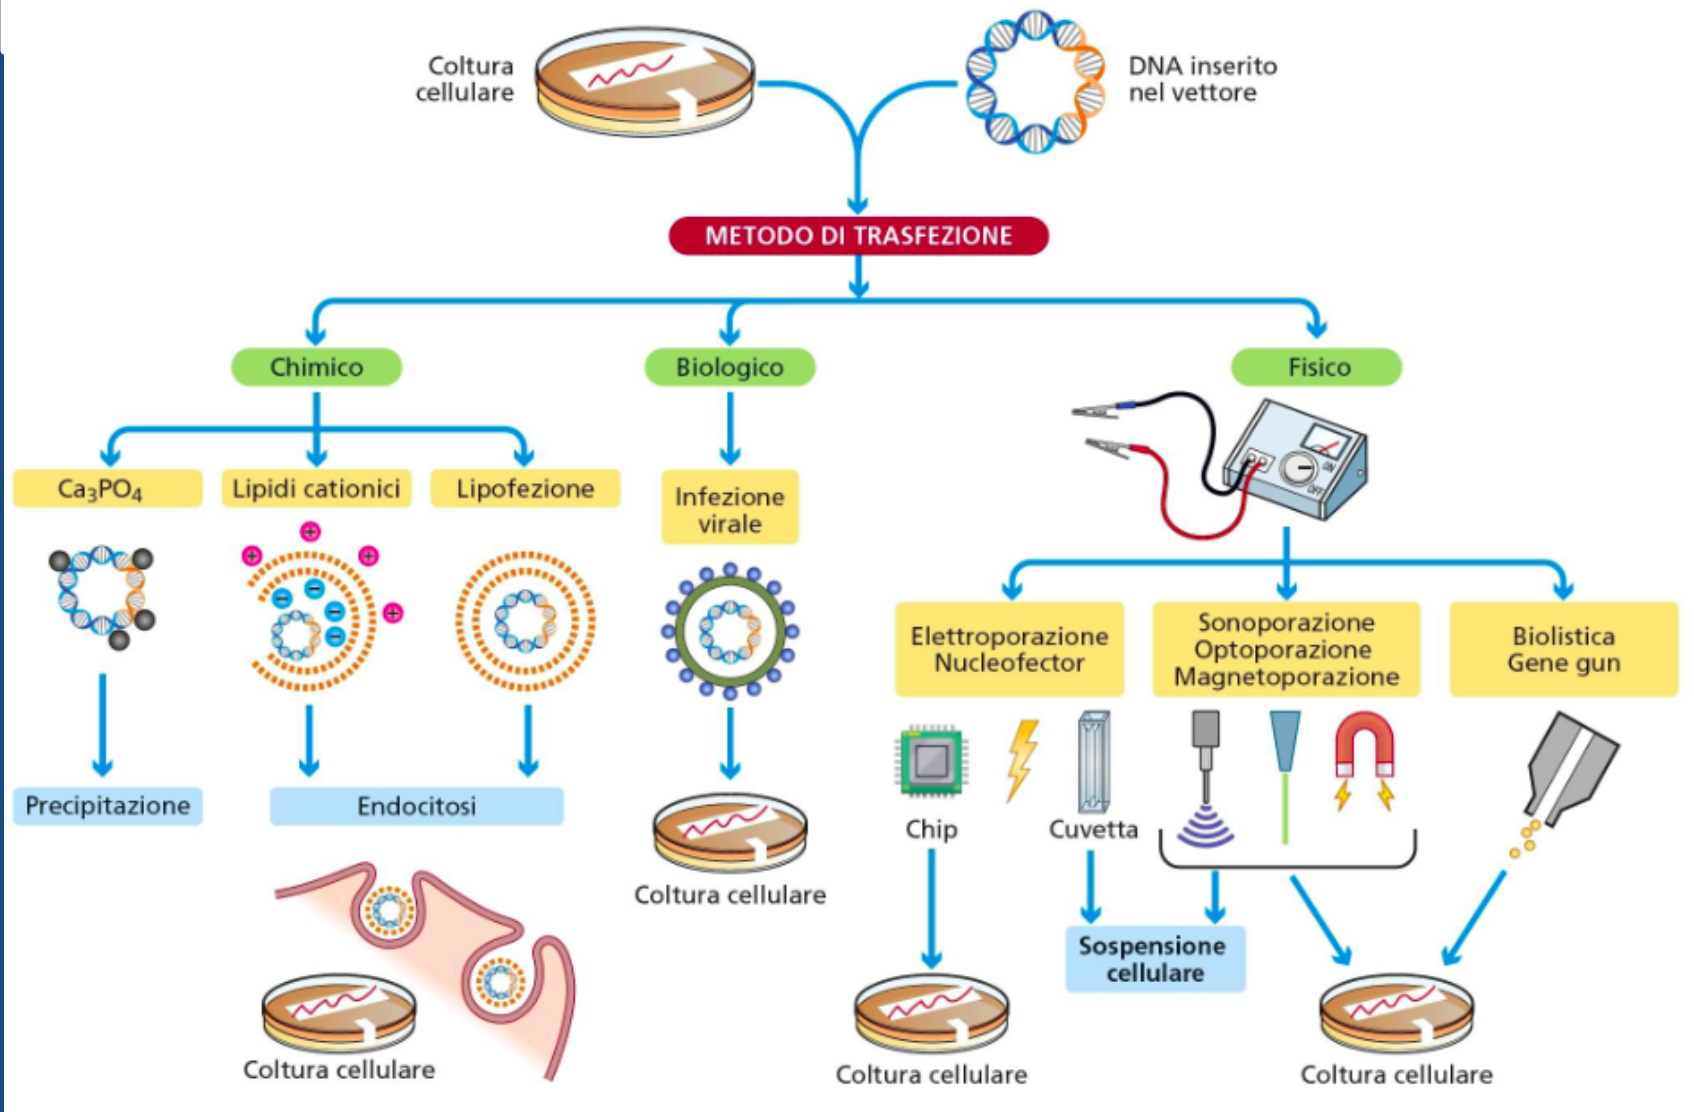 Coltura
cellulare
DNA inserito
nel vettore
METODO DI TRASFEZIONE
Chimico
Biologico
Fisico
Ca₃PO₄
Lipidi cationici
Lipofezione
Infezione
virale
ON
OFF
Elettroporazione
Nucleofector
Sonoporazione
Optoporazione
Magnetoporazione
Biolistica
Gene gun
Precipitazione
Endocitosi
Chip
Cuvetta
Coltura cellulare
Sospensione
cellulare
Coltura cellulare
Coltura cellulare
Coltura cellulare